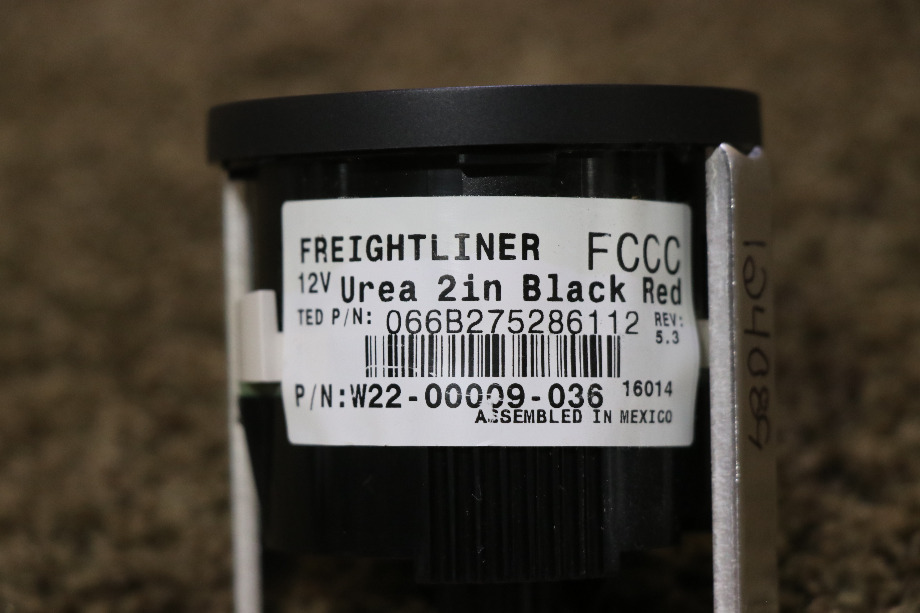 FREIGHTLINER FCCC
12V Urea 2in Black Red
TED P/N: 066B275286112 REV: 5.3
P/N:W22-00009-036 16014
ASSEMBLED IN MEXICO